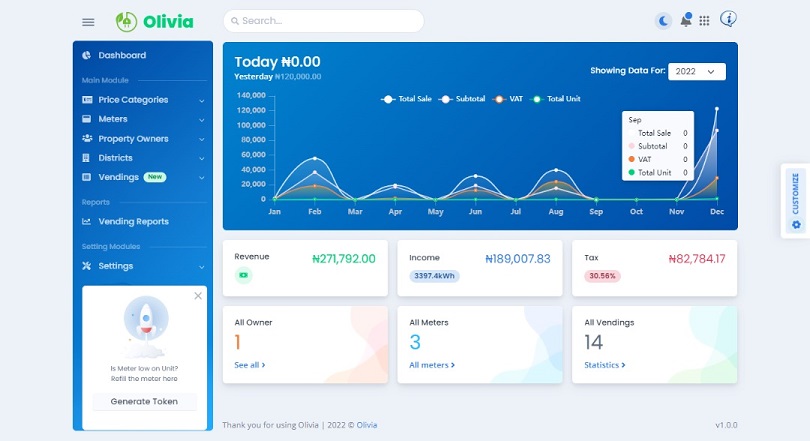 Olivia
Search...
Dashboard
Main Module
Price Categories
Meters
Property Owners
Districts
Vendings New
Reports
Vending Reports
Setting Modules
Settings
Is Meter low on Unit?
Refill the meter here
Generate Token
Today ₦0.00
Yesterday ₦120,000.00
Showing Data For: 2022
Total Sale Subtotal VAT Total Unit
140,000
120,000
100,000
80,000
60,000
40,000
20,000
0
Jan Feb Mar Apr May Jun Jul Aug Sep Oct Nov Dec
Sep
Total Sale 0
Subtotal 0
VAT 0
Total Unit 0
CUSTOMIZE
Revenue ₦271,792.00
Income ₦189,007.83
3397.4kWh
Tax ₦82,784.17
30.56%
All Owner
1
See all
All Meters
3
All meters
All Vendings
14
Statistics
Thank you for using Olivia | 2022 © Olivia
v1.0.0